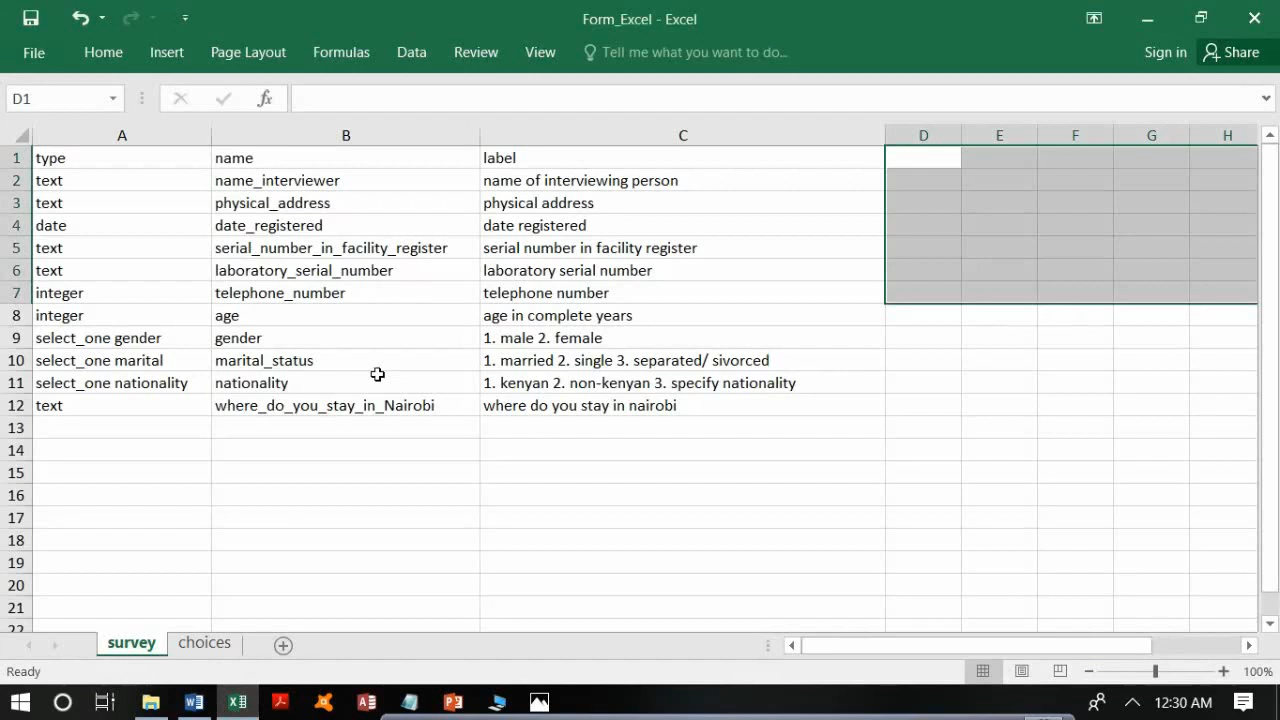 Form_Excel - Excel
File Home Insert Page Layout Formulas Data Review View Tell me what you want to do... Sign in Share
D1 fx
A B C D E F G H
1 type name label
2 text name_interviewer name of interviewing person
3 text physical_address physical address
4 date date_registered date registered
5 text serial_number_in_facility_register serial number in facility register
6 text laboratory_serial_number laboratory serial number
7 integer telephone_number telephone number
8 integer age age in complete years
9 select_one gender gender 1. male 2. female
10 select_one marital marital_status 1. married 2. single 3. separated/ sivorced
11 select_one nationality nationality 1. kenyan 2. non-kenyan 3. specify nationality
12 text where_do_you_stay_in_Nairobi where do you stay in nairobi
13
14
15
16
17
18
19
20
21
22
survey choices
Ready 100%
12:30 AM